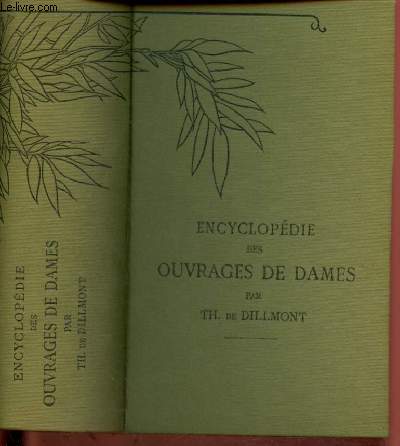 Le-livre.com
ENCYCLOPÉDIE
DES
OUVRAGES DE DAMES
PAR
TH. DE DILLMONT
ENCYCLOPÉDIE
DES
OUVRAGES DE DAMES
PAR
TH. DE DILLMONT